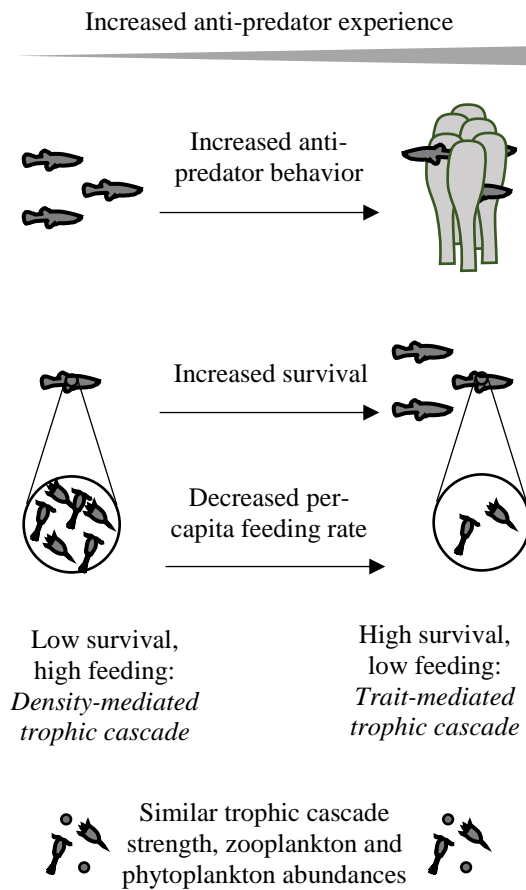 Increased anti-predator experience
Increased anti-
predator behavior
Increased survival
Decreased per-
capita feeding rate
Low survival,
high feeding:
Density-mediated
trophic cascade
High survival,
low feeding:
Trait-mediated
trophic cascade
Similar trophic cascade
strength, zooplankton and
phytoplankton abundances